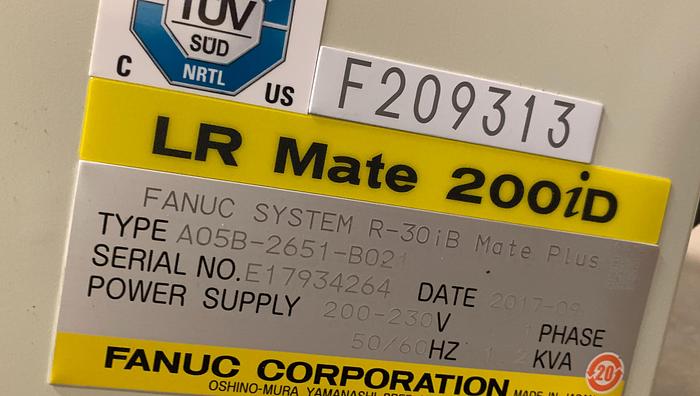 TÜV
SÜD
NRTL
C US
F209313
LR Mate 200iD
FANUC SYSTEM R-30iB Mate Plus
TYPE A05B-2651-B02
SERIAL NO. E17934264 DATE 2017-09
POWER SUPPLY 200-230V PHASE
50/60HZ KVA
FANUC CORPORATION
OSHINO-MURA YAMANASHI MADE IN
20